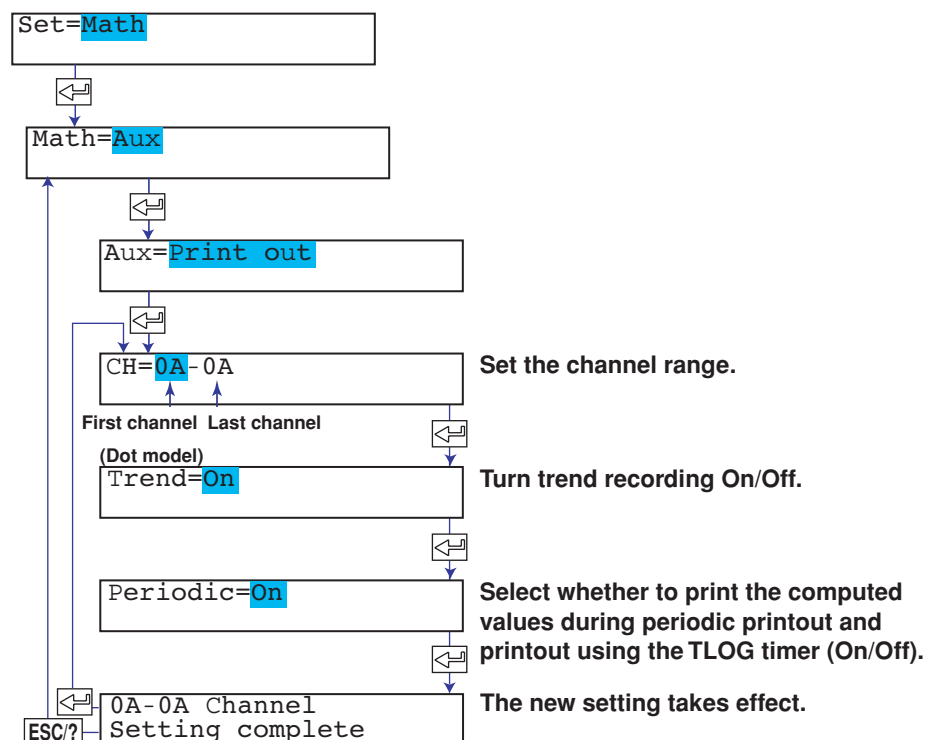 Set=Math
Math=Aux
Aux=Print out
CH=0A-0A
Set the channel range.
First channel Last channel
(Dot model)
Trend=On
Turn trend recording On/Off.
Periodic=On
Select whether to print the computed
values during periodic printout and
printout using the TLOG timer (On/Off).
0A-0A Channel
Setting complete
The new setting takes effect.
ESC/?